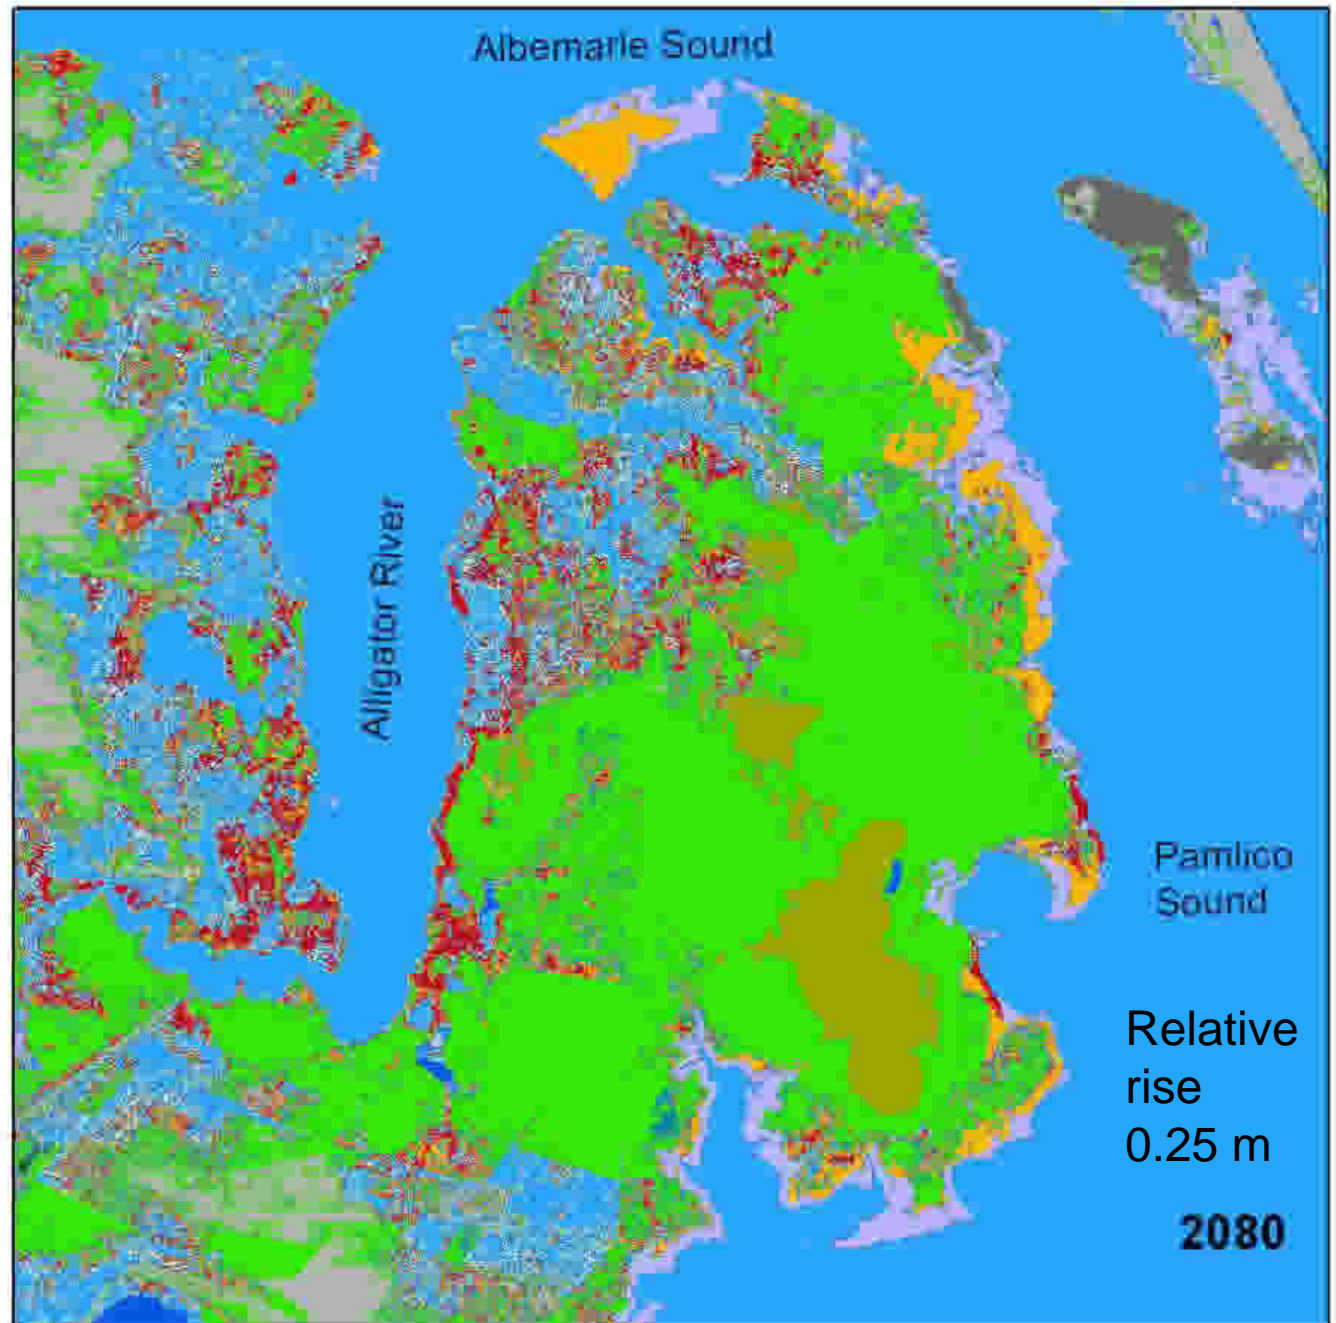 Albemarle Sound
Alligator River
Pamlico
Sound
Relative
rise
0.25 m
2080